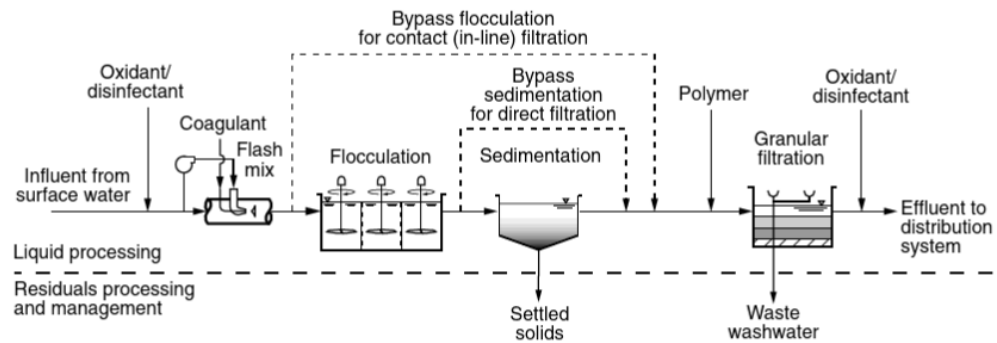 Bypass flocculation
for contact (in-line) filtration
Oxidant/
disinfectant
Bypass
sedimentation
for direct filtration
Polymer
Oxidant/
disinfectant
Coagulant
Flash
mix
Flocculation
Sedimentation
Granular
filtration
Influent from
surface water
Effluent to
distribution
system
Liquid processing
Residuals processing
and management
Settled
solids
Waste
washwater